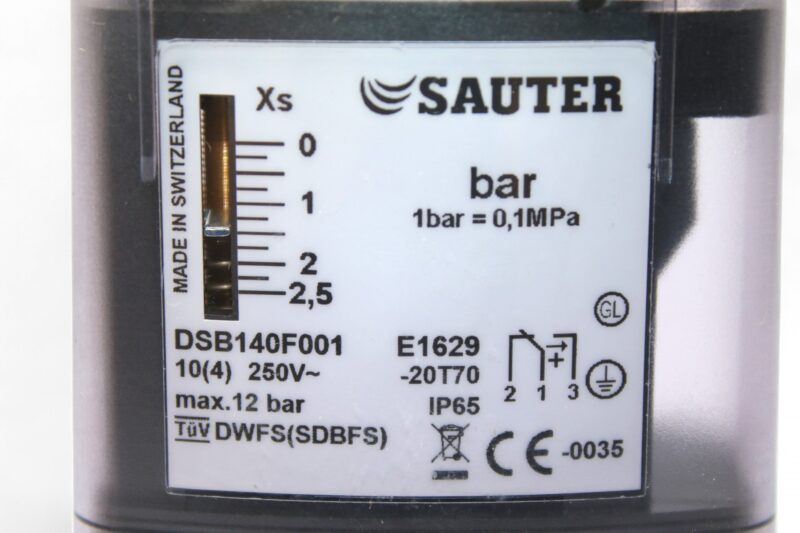 MADE IN SWITZERLAND
Xs
SAUTER
0
1
2
2,5
bar
1bar = 0,1MPa
GL
DSB140F001 E1629
10(4) 250V~ -20T70
2 1 3
max.12 bar IP65
TÜV DWFS(SDBFS)
CE -0035